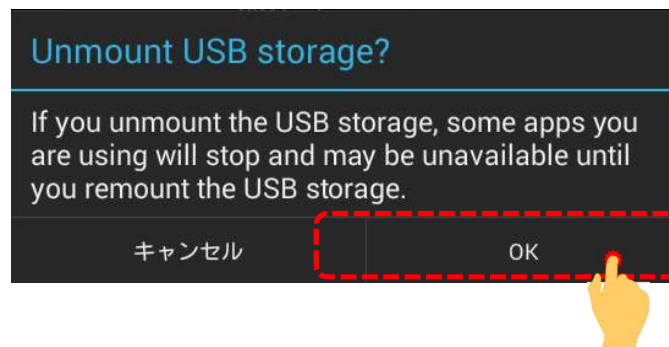 Unmount USB storage?
If you unmount the USB storage, some apps you
are using will stop and may be unavailable until
you remount the USB storage.
キャンセル
OK